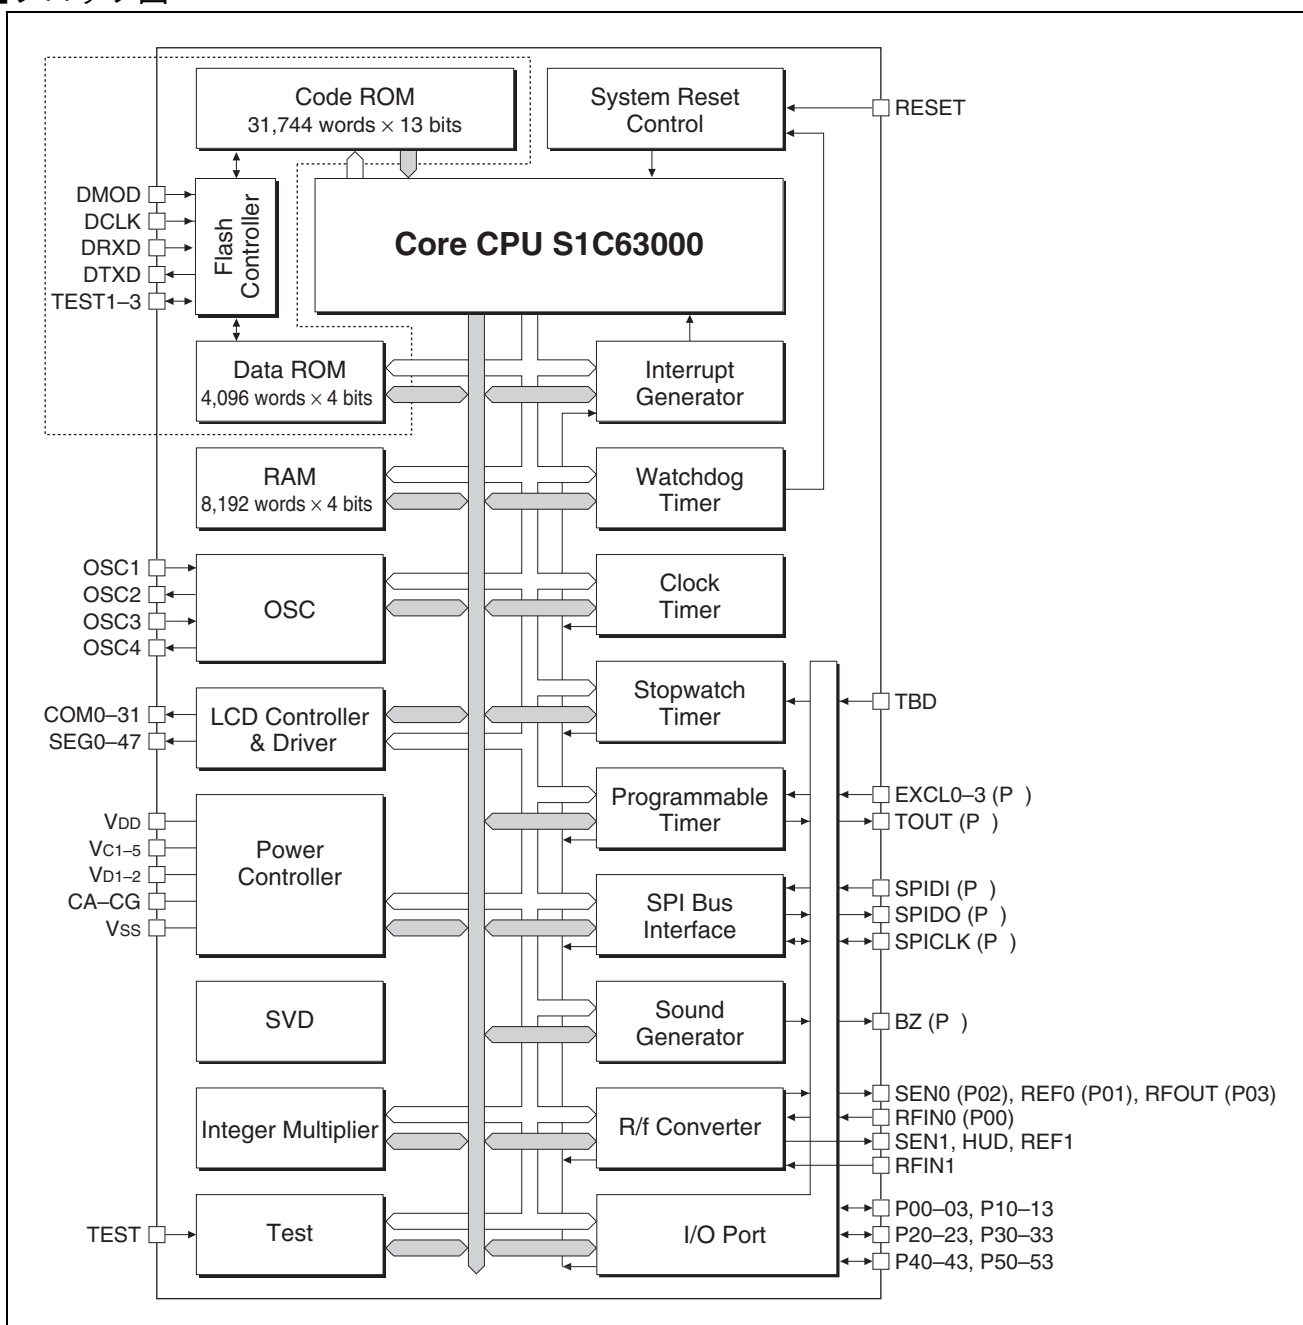 Code ROM
31,744 words × 13 bits
System Reset
Control
RESET
DMOD
DCLK
DRXD
DTXD
TEST1–3
Flash
Controller
Core CPU S1C63000
Data ROM
4,096 words × 4 bits
Interrupt
Generator
RAM
8,192 words × 4 bits
Watchdog
Timer
OSC1
OSC2
OSC3
OSC4
OSC
Clock
Timer
COM0–31
SEG0–47
LCD Controller
& Driver
Stopwatch
Timer
TBD
Programmable
Timer
EXCL0–3 (P  )
TOUT (P  )
VDD
VC1–5
VD1–2
CA–CG
VSS
Power
Controller
SPI Bus
Interface
SPIDI (P  )
SPIDO (P  )
SPICLK (P  )
SVD
Sound
Generator
BZ (P  )
Integer Multiplier
R/f Converter
SEN0 (P02), REF0 (P01), RFOUT (P03)
RFIN0 (P00)
SEN1, HUD, REF1
RFIN1
TEST
Test
I/O Port
P00–03, P10–13
P20–23, P30–33
P40–43, P50–53